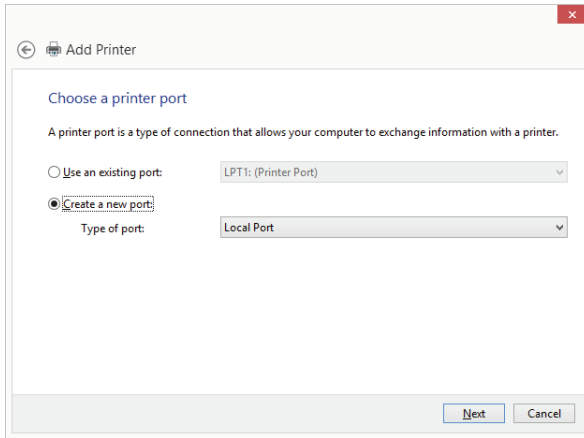 Add Printer
Choose a printer port
A printer port is a type of connection that allows your computer to exchange information with a printer.
Use an existing port: LPT1: (Printer Port)
Create a new port:
Type of port: Local Port
Next Cancel